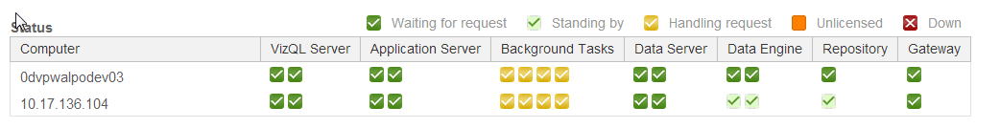 Status Waiting for request Standing by Handling request Unlicensed Down
Computer VizQL Server Application Server Background Tasks Data Server Data Engine Repository Gateway
0dvpwalpodev03
10.17.136.104